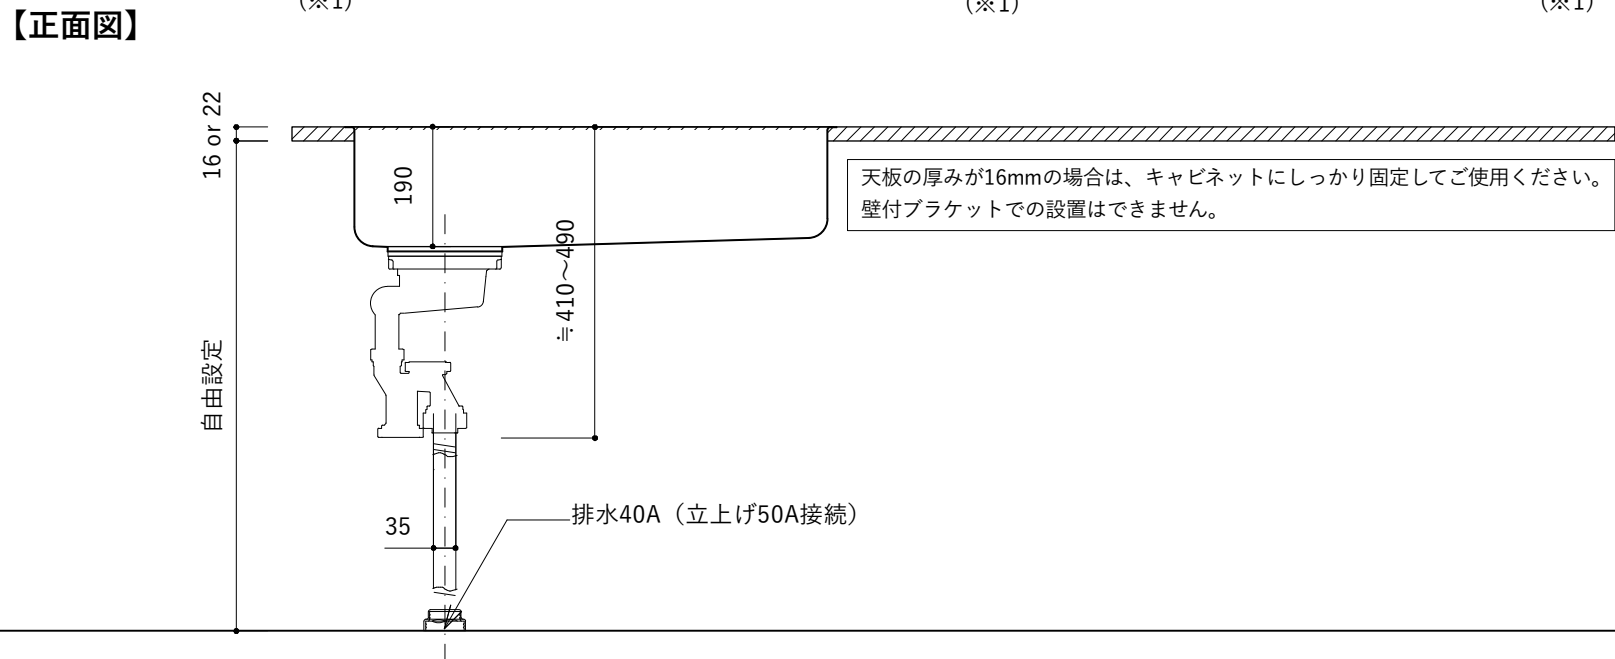 (※1)
(※1)
(※1)
【正面図】
16 or 22
190
≒410～490
天板の厚みが16mmの場合は、キャビネットにしっかり固定してご使用ください。
壁付ブラケットでの設置はできません。
自由設定
35
排水40A（立上げ50A接続）